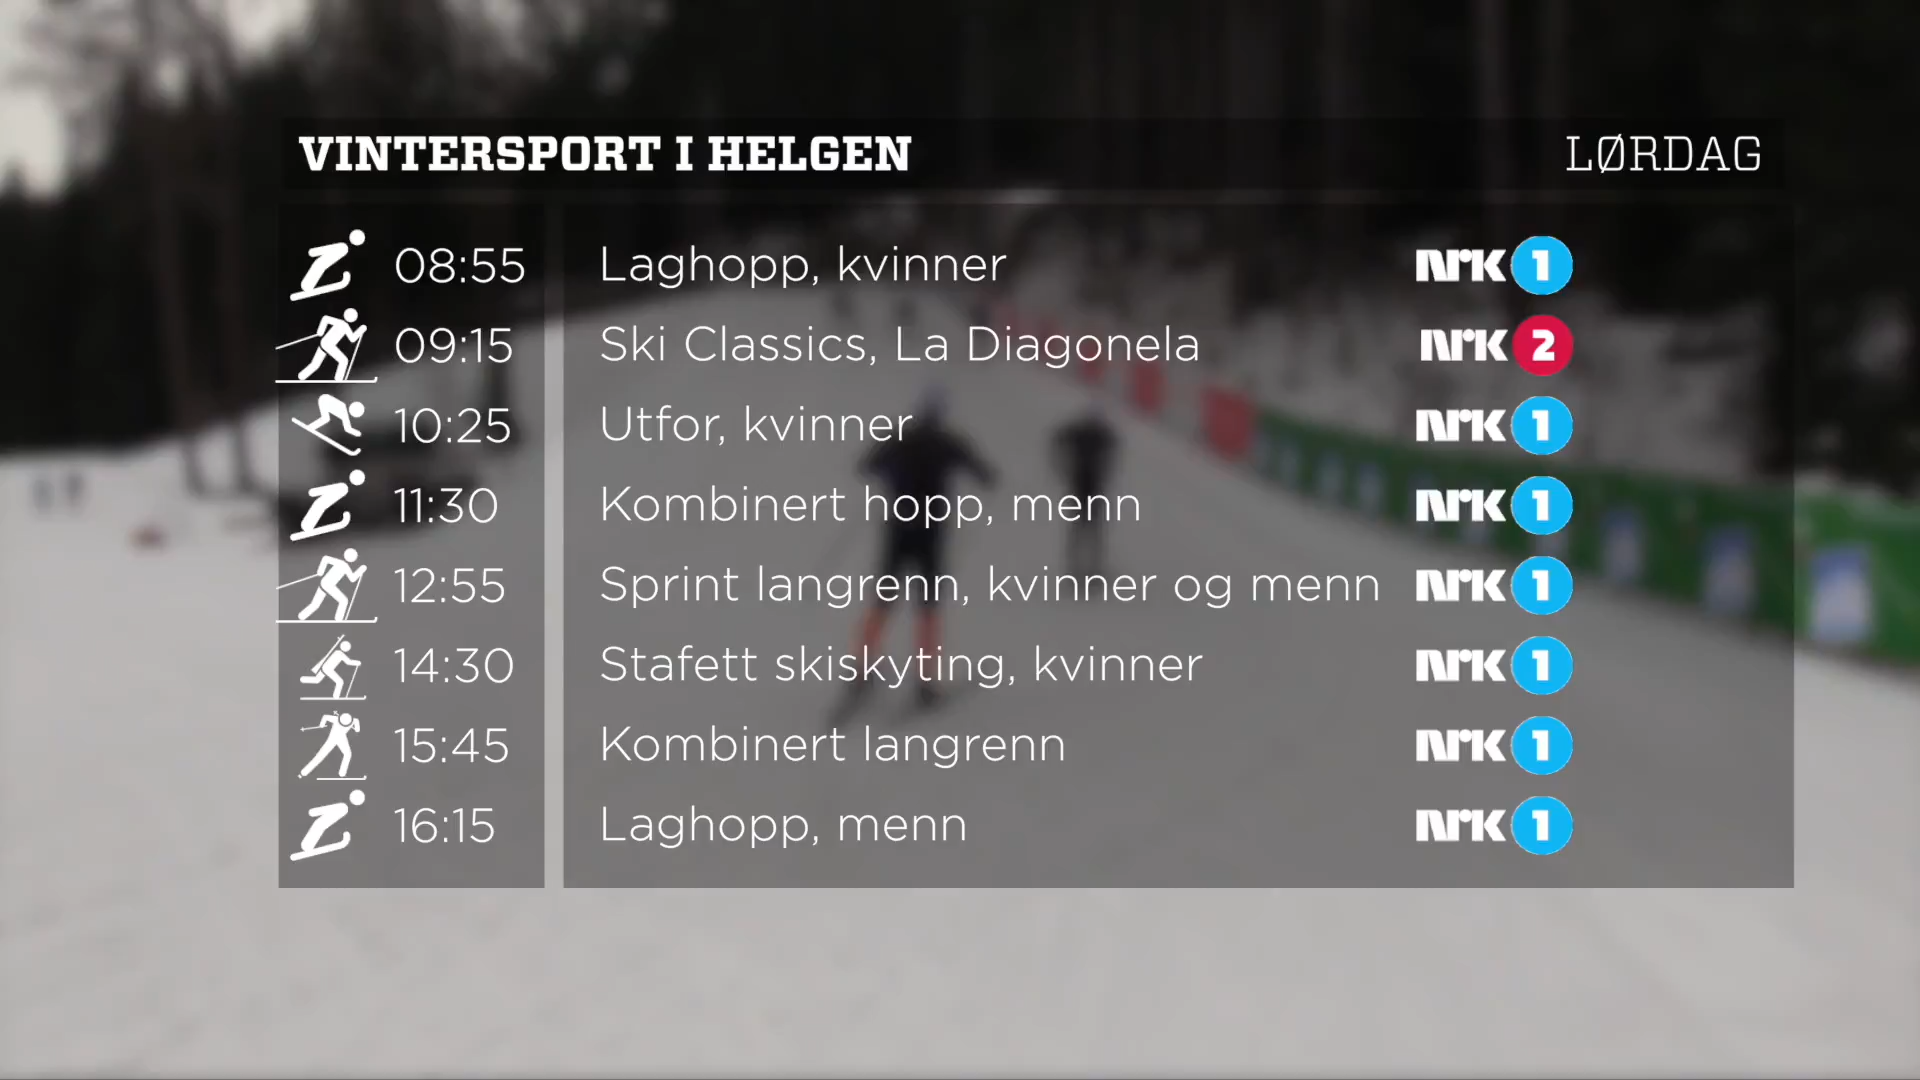 VINTERSPORT I HELGEN LØRDAG
08:55 Laghopp, kvinner NRK 1
09:15 Ski Classics, La Diagonela NRK 2
10:25 Utfor, kvinner NRK 1
11:30 Kombinert hopp, menn NRK 1
12:55 Sprint langrenn, kvinner og menn NRK 1
14:30 Stafett skiskyting, kvinner NRK 1
15:45 Kombinert langrenn NRK 1
16:15 Laghopp, menn NRK 1